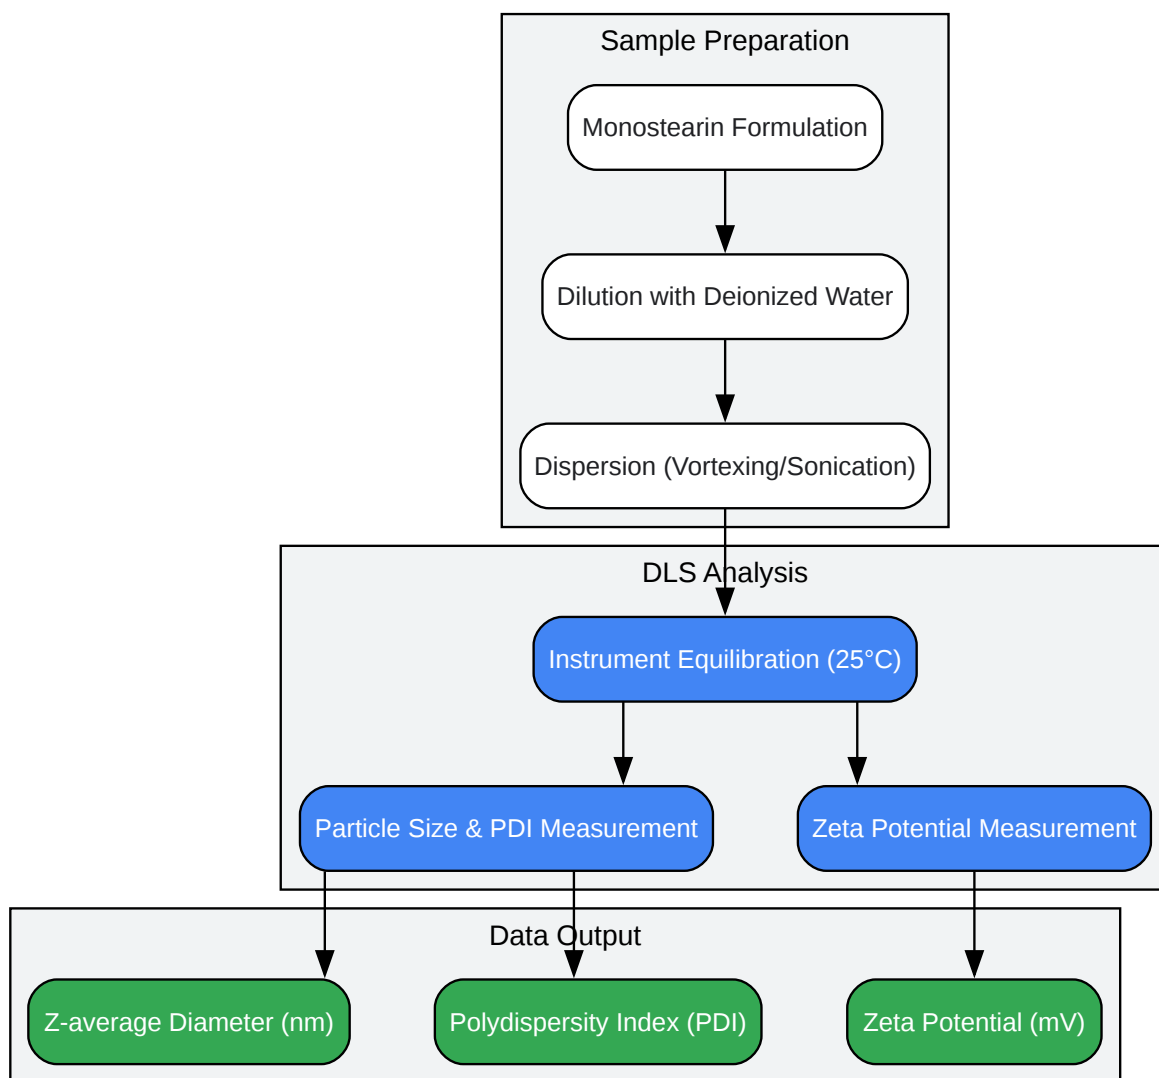 Sample Preparation
Monostearin Formulation
Dilution with Deionized Water
Dispersion (Vortexing/Sonication)
DLS Analysis
Instrument Equilibration (25°C)
Particle Size & PDI Measurement
Zeta Potential Measurement
Data Output
Z-average Diameter (nm)
Polydispersity Index (PDI)
Zeta Potential (mV)